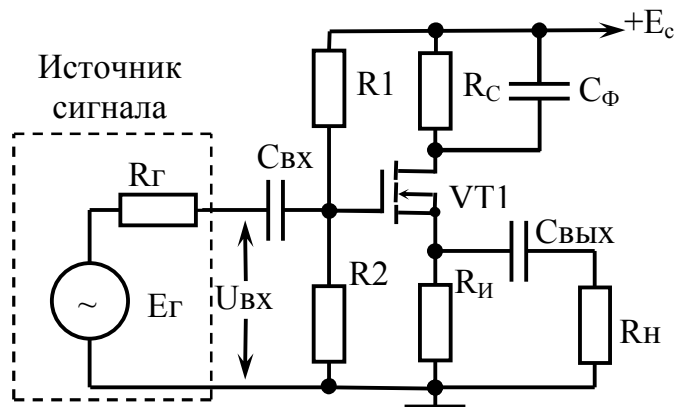 +Eс
Источник
сигнала
R1
RС
CФ
Rг
Cвх
VT1
Cвых
~
Eг
Uвх
R2
RИ
Rн